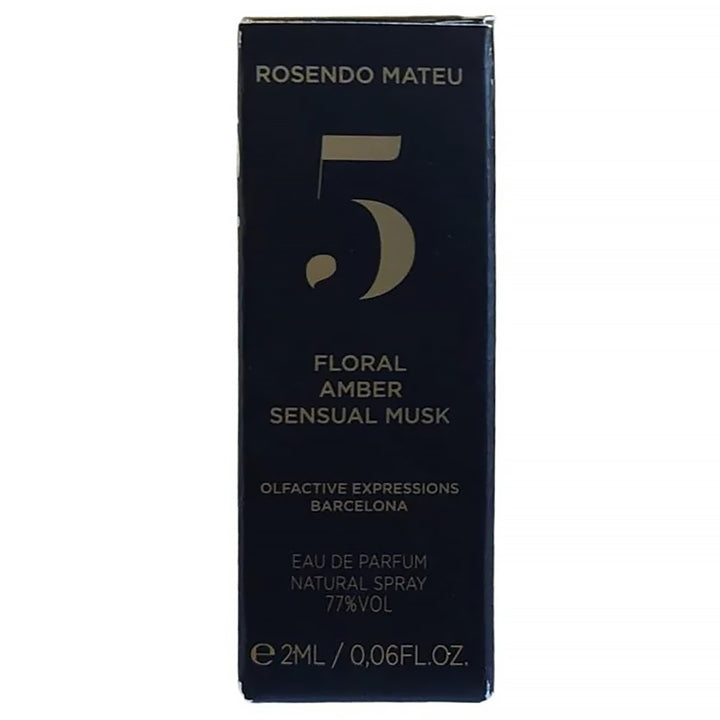 ROSENDO MATEU
5
FLORAL
AMBER
SENSUAL MUSK
OLFACTIVE EXPRESSIONS
BARCELONA
EAU DE PARFUM
NATURAL SPRAY
77%VOL
℮ 2ML / 0,06FL.OZ.